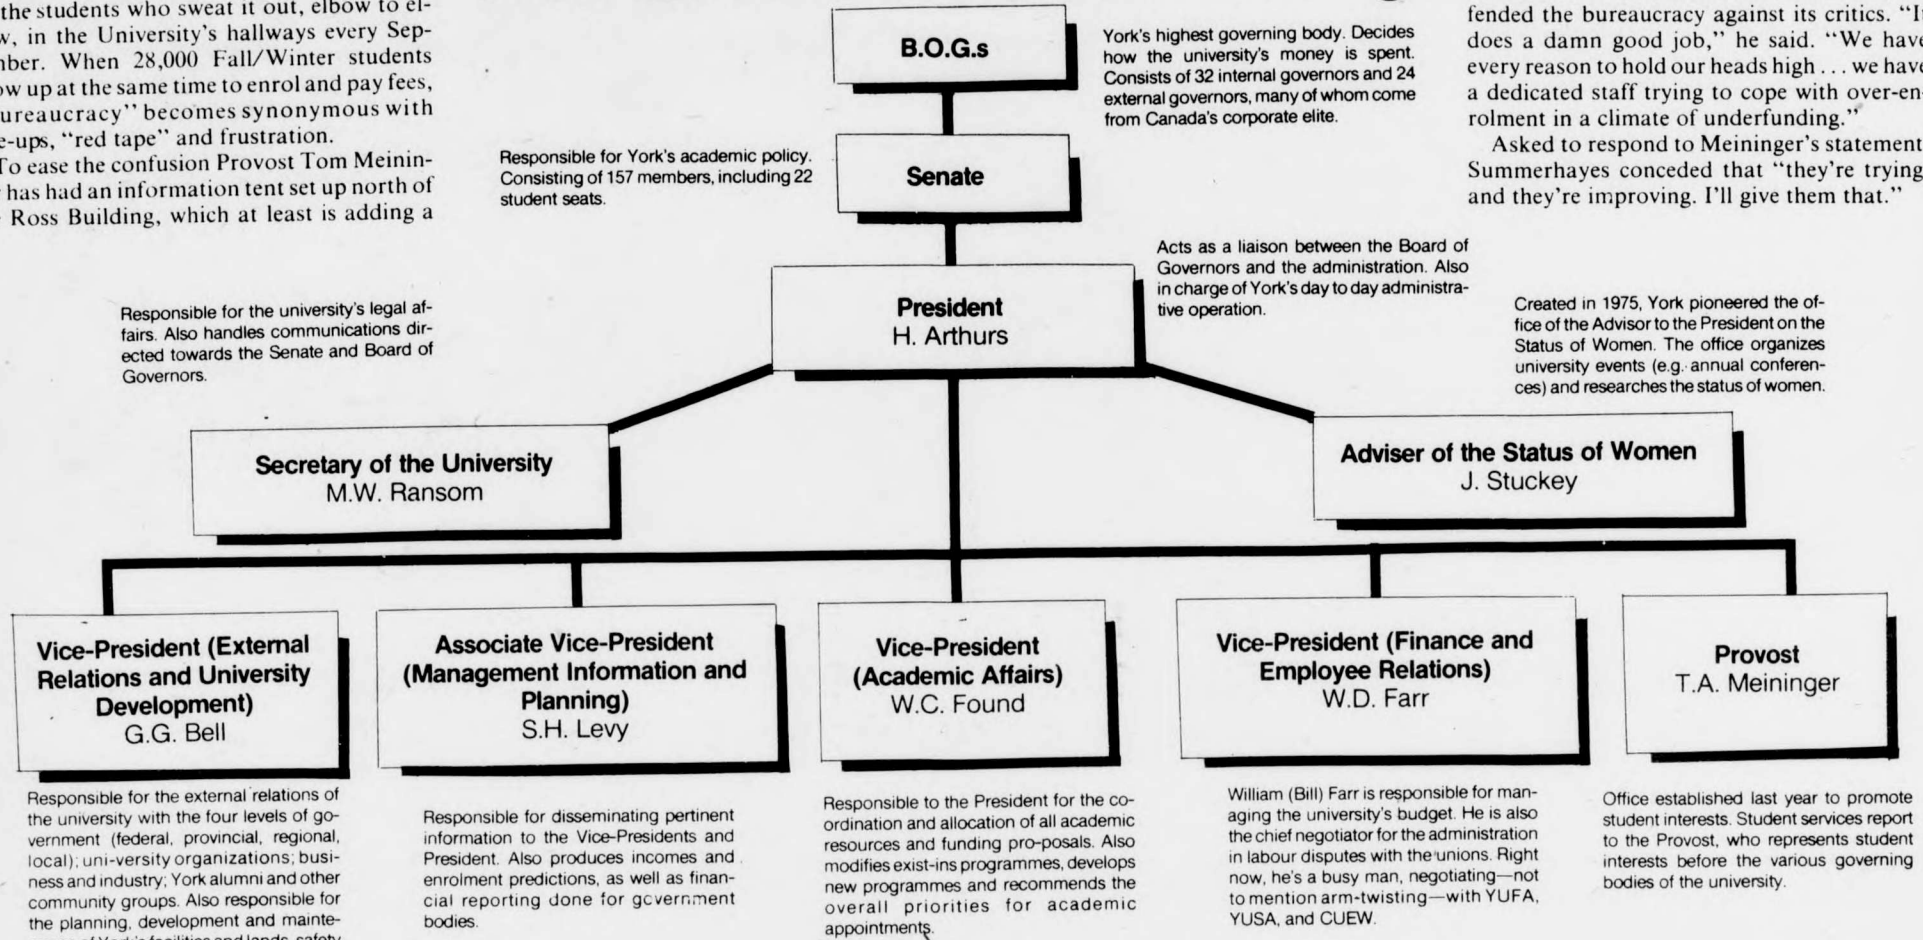 the students who sweat it out, elbow to el-
in the University's hallways every Sep-
When 28,000 Fall/Winter students
up at the same time to enrol and pay fees,
becomes synonymous with
"red tape" and frustration.
To ease the confusion Provost Tom Meinin-
has had an information tent set up north of
Ross Building, which at least is adding a
B.O.G.s
York's highest governing body. Decides
how the university's money is spent.
Consists of 32 internal governors and 24
external governors, many of whom come
from Canada's corporate elite.
fended the bureaucracy against its critics. "It
does a damn good job," he said. "We have
every reason to hold our heads high . . . we have
a dedicated staff trying to cope with over-en-
rolment in a climate of underfunding."
Asked to respond to Meininger's statement
Summerhayes conceded that "they're trying
and they're improving. I'll give them that."
Responsible for York's academic policy.
Consisting of 157 members, including 22
student seats.
Senate
President
H. Arthurs
Acts as a liaison between the Board of
Governors and the administration. Also
in charge of York's day to day administra-
tive operation.
Responsible for the university's legal af-
fairs. Also handles communications dir-
ected towards the Senate and Board of
Governors.
Created in 1975, York pioneered the of-
fice of the Advisor to the President on the
Status of Women. The office organizes
university events (e.g. annual conferen-
ces) and researches the status of women.
Secretary of the University
M.W. Ransom
Adviser of the Status of Women
J. Stuckey
Vice-President (External
Relations and University
Development)
G.G. Bell
Responsible for the external relations of
the university with the four levels of go-
vernment (federal, provincial, regional,
local); uni-versity organizations; busi-
ness and industry; York alumni and other
community groups. Also responsible for
the planning, development and mainte-
of York's facilities and lands, safety
Associate Vice-President
(Management Information and
Planning)
S.H. Levy
Responsible for disseminating pertinent
information to the Vice-Presidents and
President. Also produces incomes and
enrolment predictions, as well as finan-
cial reporting done for government
bodies.
Vice-President
(Academic Affairs)
W.C. Found
Responsible to the President for the co-
ordination and allocation of all academic
resources and funding pro-posals. Also
modifies exist-ins programmes, develops
new programmes and recommends the
overall priorities for academic
appointments.
Vice-President (Finance and
Employee Relations)
W.D. Farr
William (Bill) Farr is responsible for man-
aging the university's budget. He is also
the chief negotiator for the administration
in labour disputes with the unions. Right
now, he's a busy man, negotiating—not
to mention arm-twisting—with YUFA,
YUSA, and CUEW.
Provost
T.A. Meininger
Office established last year to promote
student interests. Student services report
to the Provost, who represents student
interests before the various governing
bodies of the university.